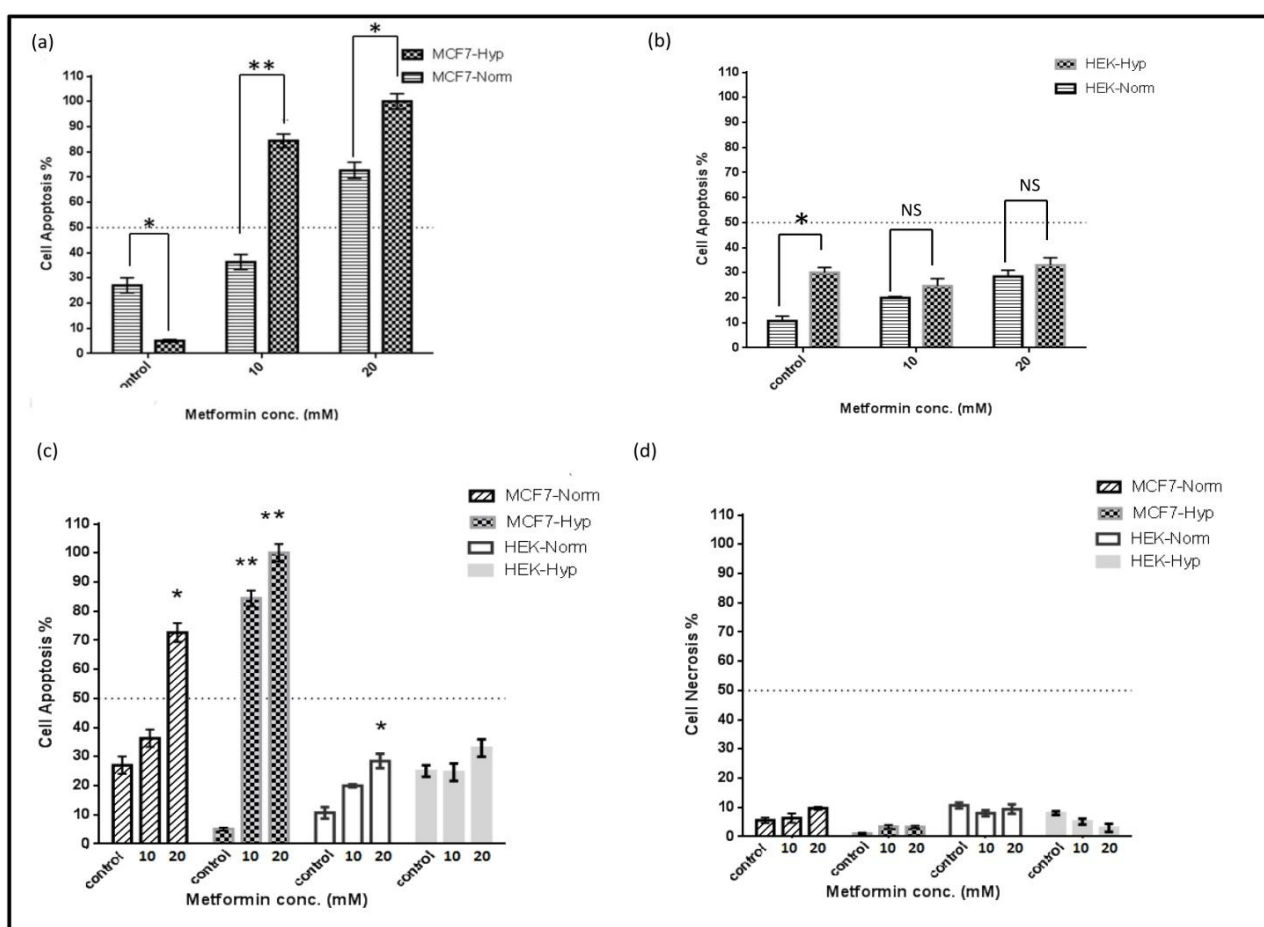 (a)
MCF7-Hyp
MCF7-Norm
*
**
*
110
100
90
80
70
60
50
40
30
20
10
0
Cell Apoptosis %
control
10
20
Metformin conc. (mM)
(b)
HEK-Hyp
HEK-Norm
*
NS
NS
110
100
90
80
70
60
50
40
30
20
10
0
Cell Apoptosis %
control
10
20
Metformin conc. (mM)
(c)
MCF7-Norm
MCF7-Hyp
HEK-Norm
HEK-Hyp
*
**
**
*
110
100
90
80
70
60
50
40
30
20
10
0
Cell Apoptosis %
control 10 20 control 10 20 control 10 20 control 10 20
Metformin conc. (mM)
(d)
MCF7-Norm
MCF7-Hyp
HEK-Norm
HEK-Hyp
110
100
90
80
70
60
50
40
30
20
10
0
Cell Necrosis %
control 10 20 control 10 20 control 10 20 control 10 20
Metformin conc. (mM)